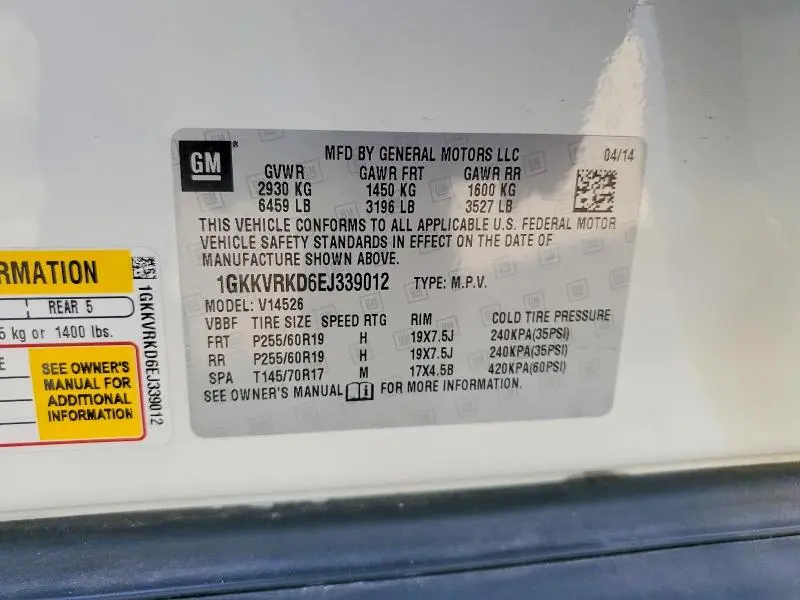 GM
MFD BY GENERAL MOTORS LLC 04/14
GVWR GAWR FRT GAWR RR
2930 KG 1450 KG 1600 KG
6459 LB 3196 LB 3527 LB
THIS VEHICLE CONFORMS TO ALL APPLICABLE U.S. FEDERAL MOTOR
VEHICLE SAFETY STANDARDS IN EFFECT ON THE DATE OF
MANUFACTURE SHOWN ABOVE.
1GKKVRKD6EJ339012 TYPE: M.P.V.
MODEL: V14526
VBBF TIRE SIZE SPEED RTG RIM COLD TIRE PRESSURE
FRT P255/60R19 H 19X7.5J 240KPA(35PSI)
RR P255/60R19 H 19X7.5J 240KPA(35PSI)
SPA T145/70R17 M 17X4.5B 420KPA(60PSI)
SEE OWNER'S MANUAL FOR MORE INFORMATION.
RMATION
REAR 5
kg or 1400 lbs.
SEE OWNER'S
MANUAL FOR
ADDITIONAL
INFORMATION
1GKKVRKD6EJ339012